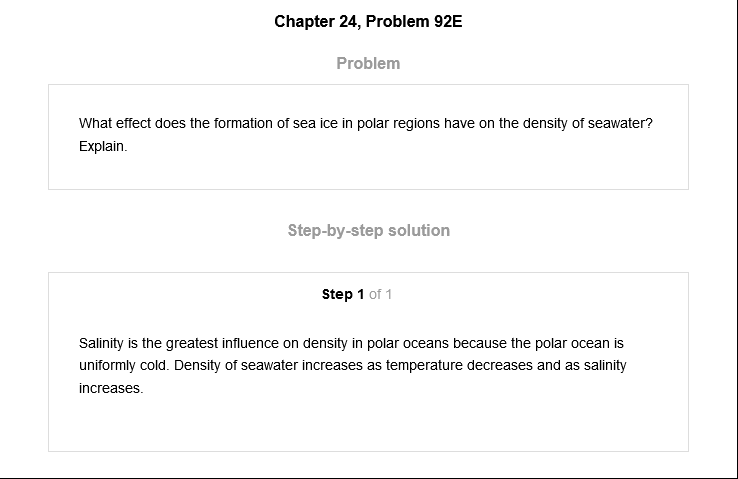 Chapter 24, Problem 92E
Problem
What effect does the formation of sea ice in polar regions have on the density of seawater?
Explain.
Step-by-step solution
Step 1 of 1
Salinity is the greatest influence on density in polar oceans because the polar ocean is
uniformly cold. Density of seawater increases as temperature decreases and as salinity
increases.